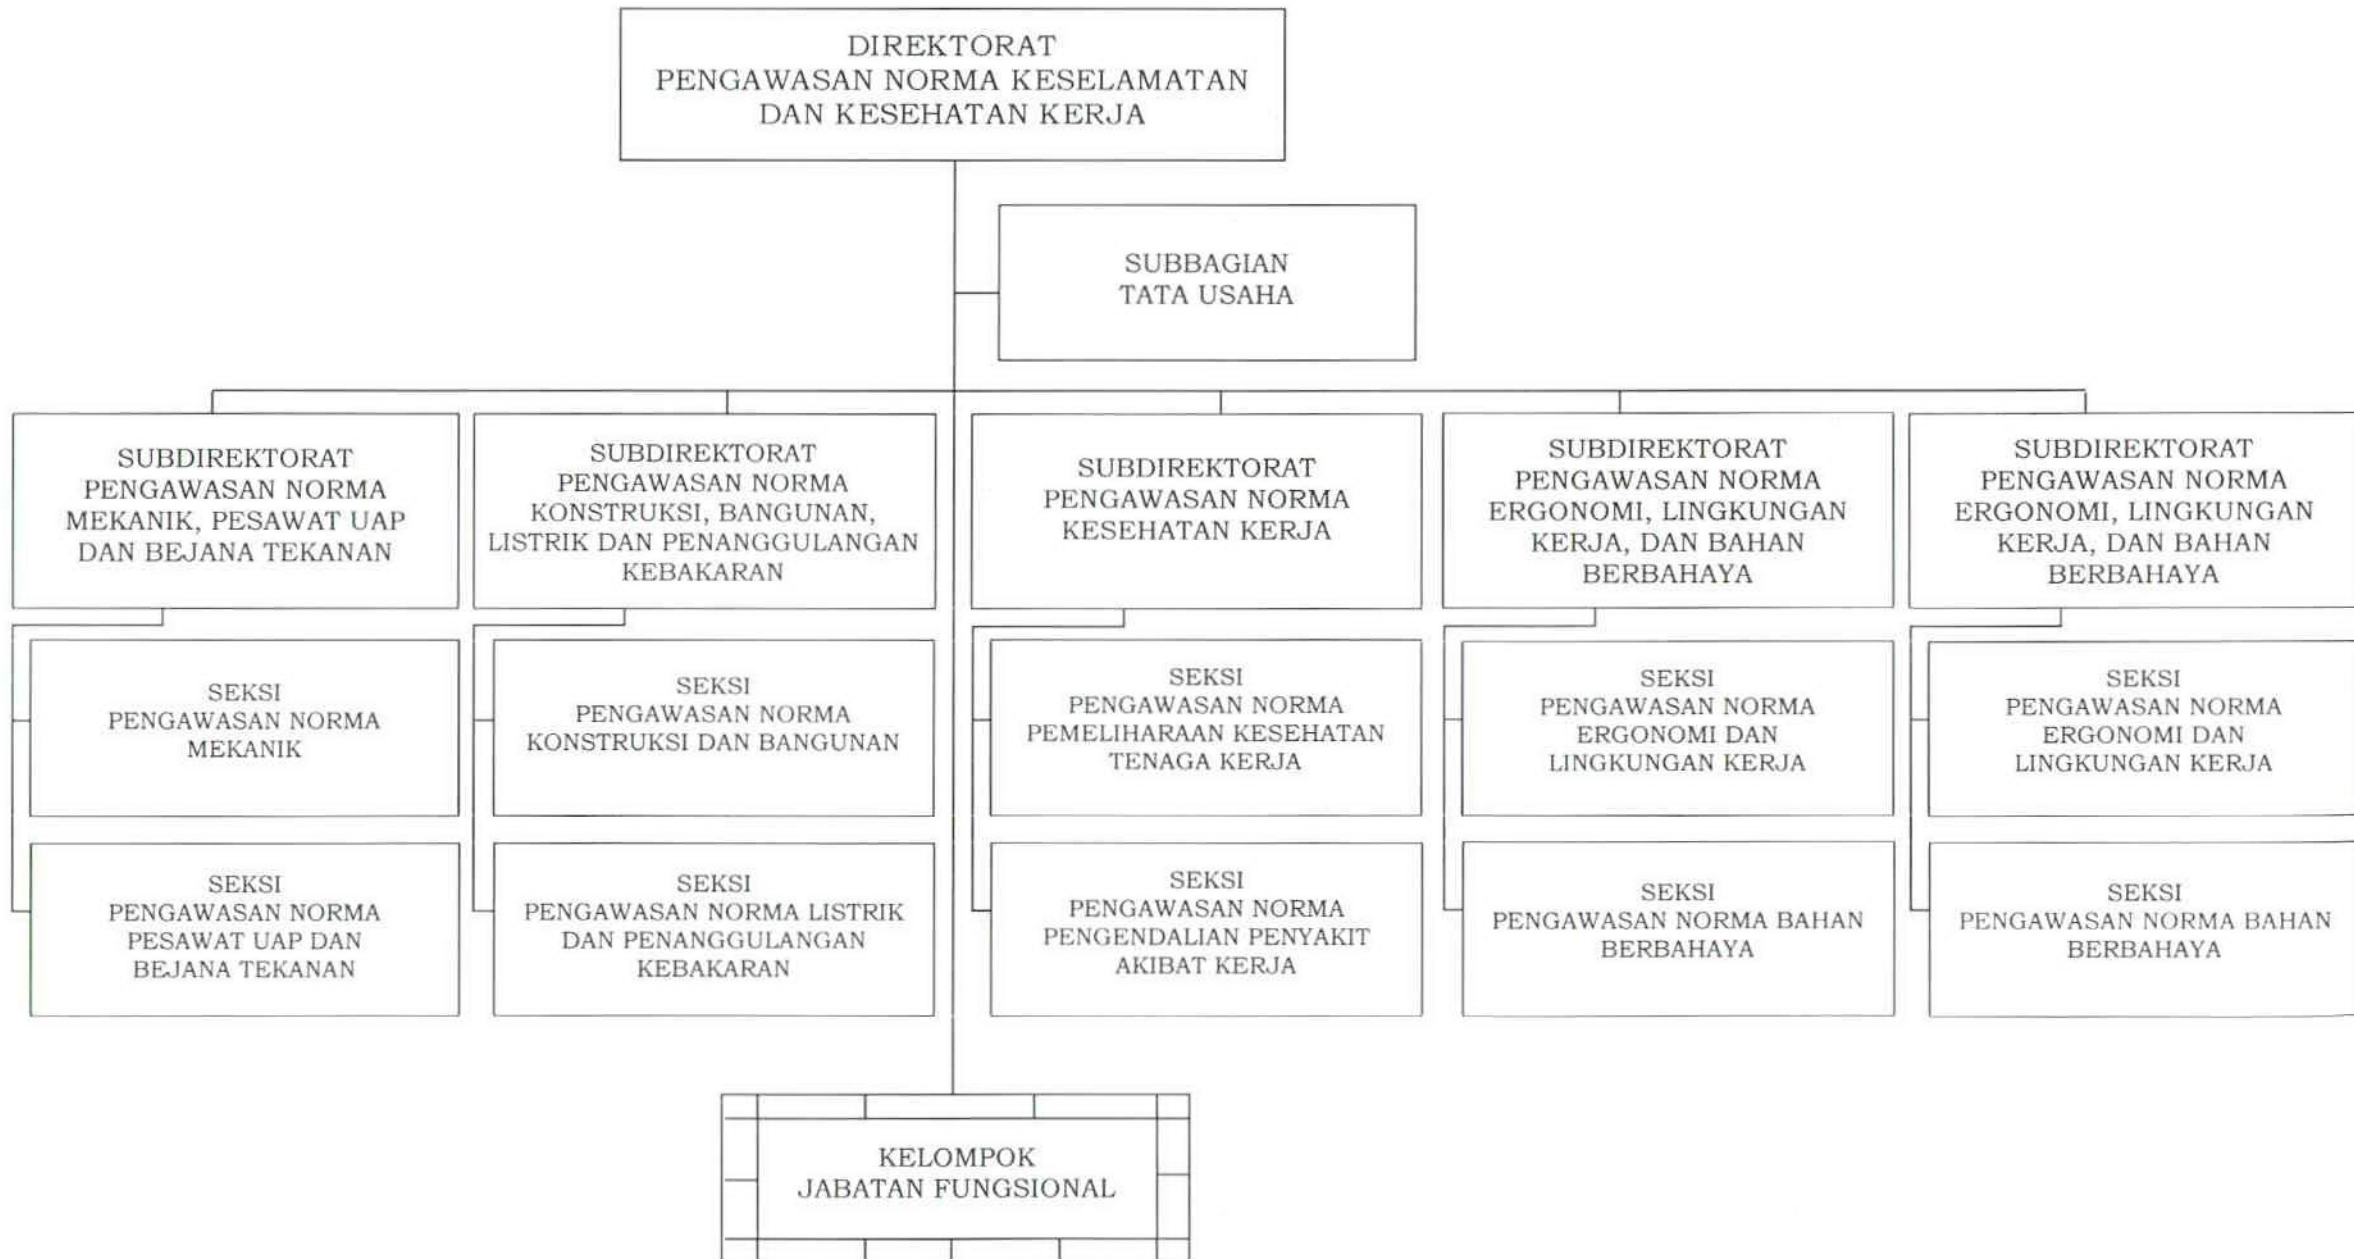 DIREKTORAT
PENGAWASAN NORMA KESELAMATAN
DAN KESEHATAN KERJA
SUBBAGIAN
TATA USAHA
SUBDIREKTORAT
PENGAWASAN NORMA
MEKANIK, PESAWAT UAP
DAN BEJANA TEKANAN
SUBDIREKTORAT
PENGAWASAN NORMA
KONSTRUKSI, BANGUNAN,
LISTRIK DAN PENANGGULANGAN
KEBAKARAN
SUBDIREKTORAT
PENGAWASAN NORMA
KESEHATAN KERJA
SUBDIREKTORAT
PENGAWASAN NORMA
ERGONOMI, LINGKUNGAN
KERJA, DAN BAHAN
BERBAHAYA
SUBDIREKTORAT
PENGAWASAN NORMA
ERGONOMI, LINGKUNGAN
KERJA, DAN BAHAN
BERBAHAYA
SEKSI
PENGAWASAN NORMA
MEKANIK
SEKSI
PENGAWASAN NORMA
KONSTRUKSI DAN BANGUNAN
SEKSI
PENGAWASAN NORMA
PEMELIHARAAN KESEHATAN
TENAGA KERJA
SEKSI
PENGAWASAN NORMA
ERGONOMI DAN
LINGKUNGAN KERJA
SEKSI
PENGAWASAN NORMA
ERGONOMI DAN
LINGKUNGAN KERJA
SEKSI
PENGAWASAN NORMA
PESAWAT UAP DAN
BEJANA TEKANAN
SEKSI
PENGAWASAN NORMA LISTRIK
DAN PENANGGULANGAN
KEBAKARAN
SEKSI
PENGAWASAN NORMA
PENGENDALIAN PENYAKIT
AKIBAT KERJA
SEKSI
PENGAWASAN NORMA BAHAN
BERBAHAYA
SEKSI
PENGAWASAN NORMA BAHAN
BERBAHAYA
KELOMPOK
JABATAN FUNGSIONAL